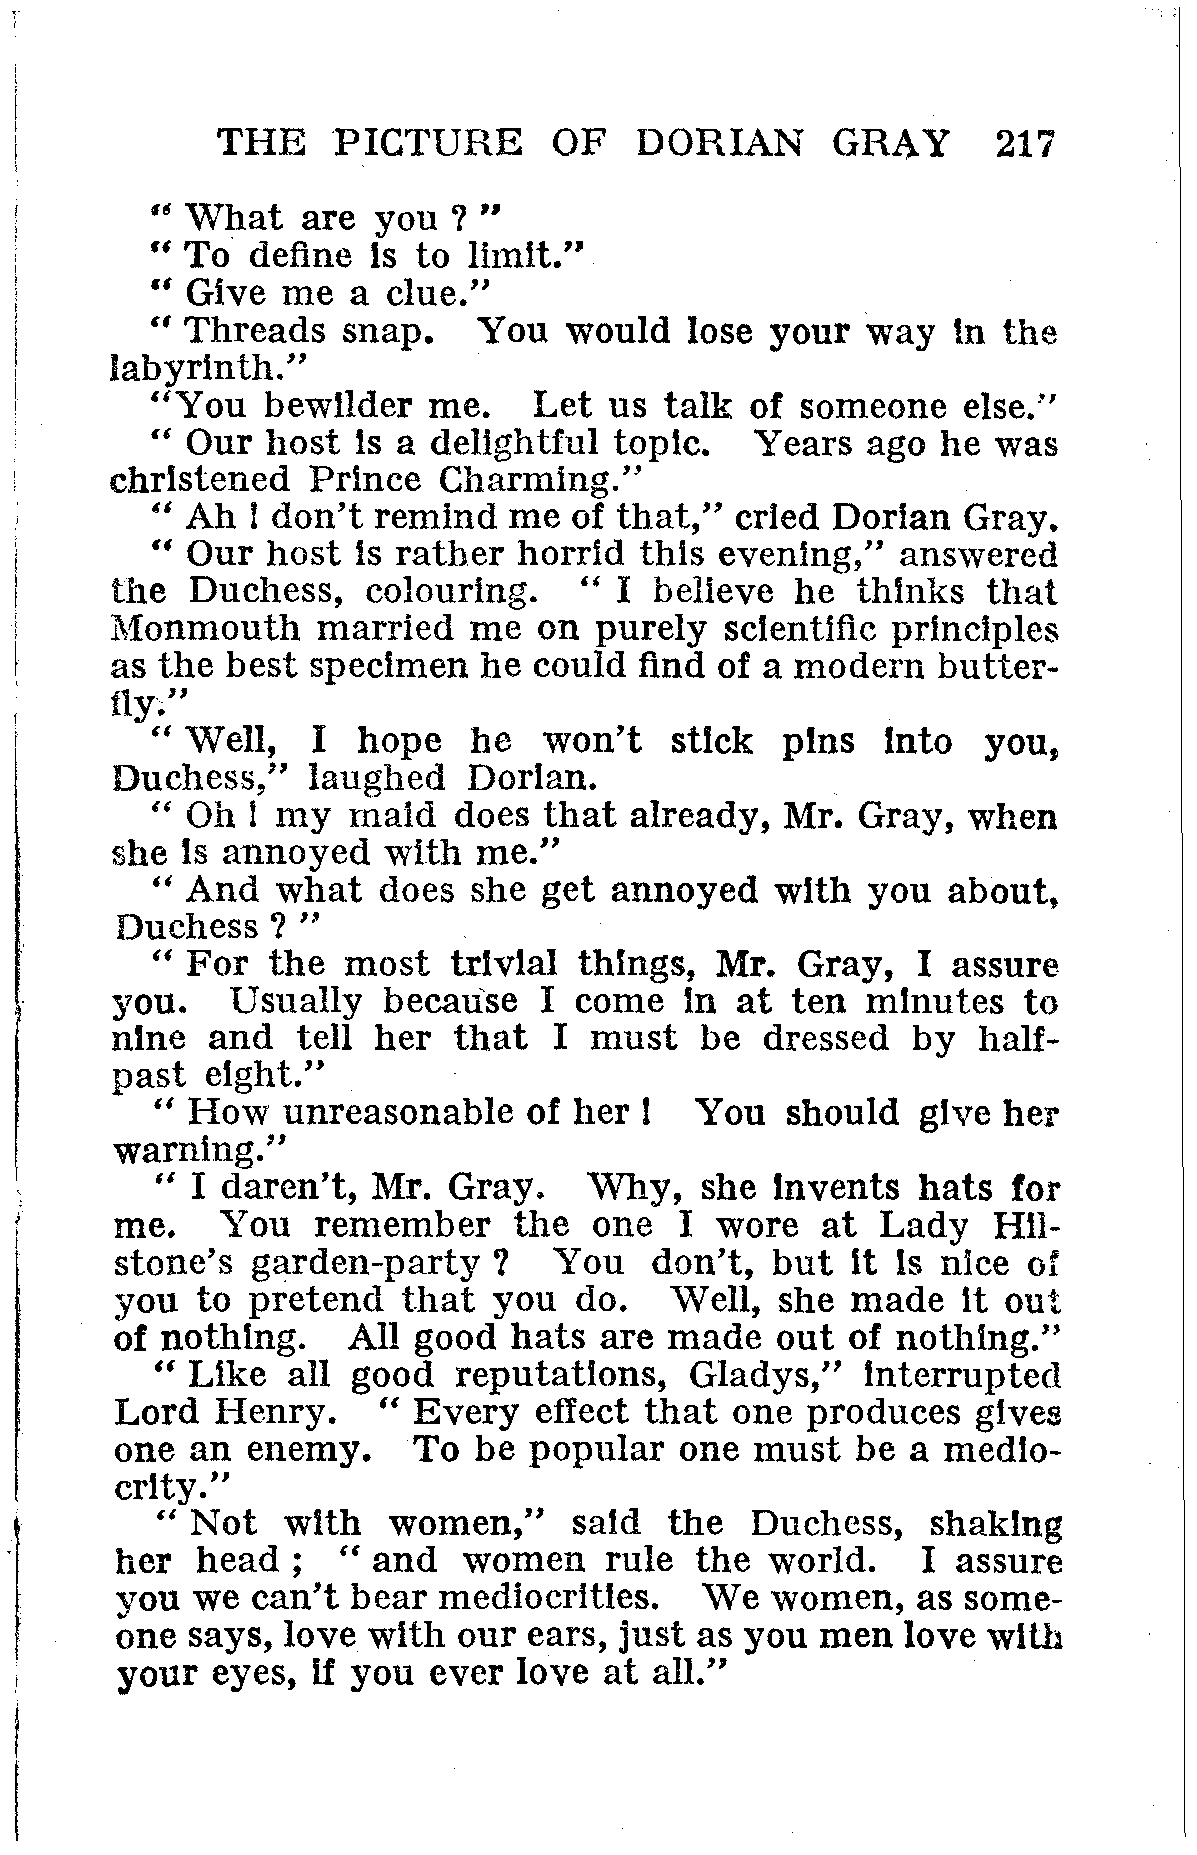 THE PICTURE OF DORIAN GRAY 217
“ What are you ? ”
“ To define is to limit.”
“ Give me a clue.”
“ Threads snap. You would lose your way in the
labyrinth.”
“You bewilder me. Let us talk of someone else.”
“ Our host is a delightful topic. Years ago he was
christened Prince Charming.”
“ Ah ! don’t remind me of that,” cried Dorian Gray.
“ Our host is rather horrid this evening,” answered
the Duchess, colouring. “ I believe he thinks that
Monmouth married me on purely scientific principles
as the best specimen he could find of a modern butter-
fly.”
“ Well, I hope he won’t stick pins into you,
Duchess,” laughed Dorian.
“ Oh ! my maid does that already, Mr. Gray, when
she is annoyed with me.”
“ And what does she get annoyed with you about,
Duchess ? ”
“ For the most trivial things, Mr. Gray, I assure
you. Usually because I come in at ten minutes to
nine and tell her that I must be dressed by half-
past eight.”
“ How unreasonable of her ! You should give her
warning.”
“ I daren’t, Mr. Gray. Why, she invents hats for
me. You remember the one I wore at Lady Hil-
stone’s garden-party ? You don’t, but it is nice of
you to pretend that you do. Well, she made it out
of nothing. All good hats are made out of nothing.”
“ Like all good reputations, Gladys,” interrupted
Lord Henry. “ Every effect that one produces gives
one an enemy. To be popular one must be a medio-
crity.”
“ Not with women,” said the Duchess, shaking
her head ; “ and women rule the world. I assure
you we can’t bear mediocrities. We women, as some-
one says, love with our ears, just as you men love with
your eyes, if you ever love at all.”